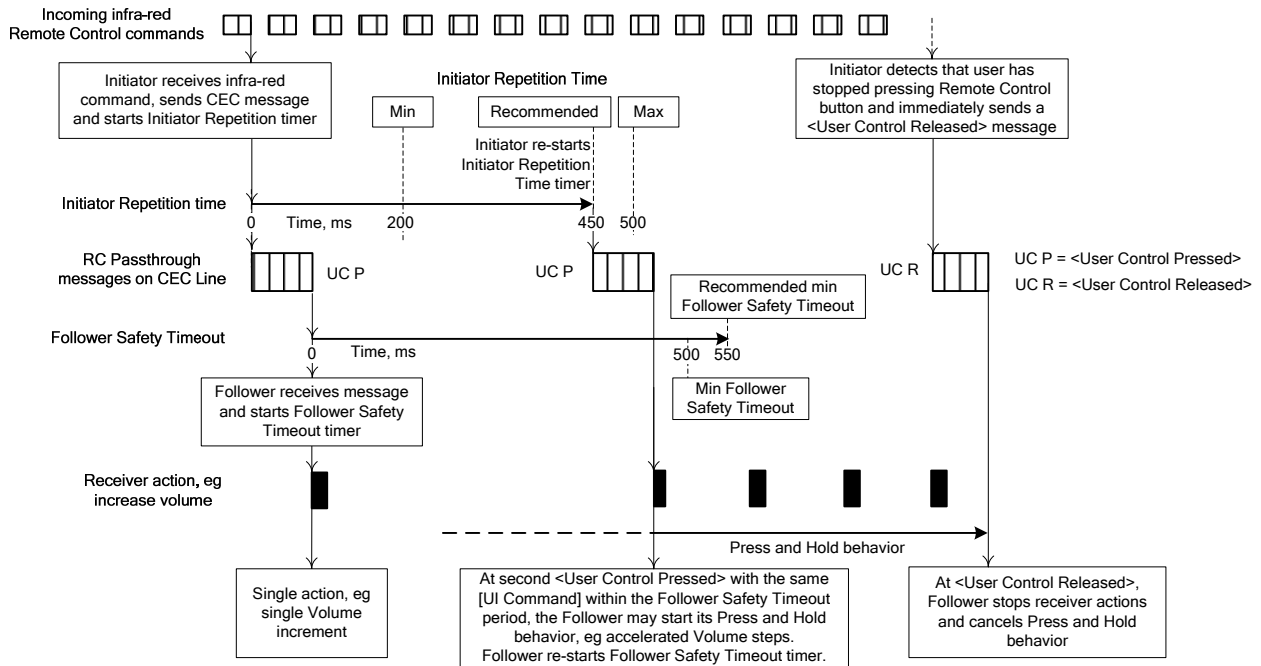 Incoming infra-red
Remote Control commands
Initiator receives infra-red
command, sends CEC message
and starts Initiator Repetition timer
Initiator Repetition Time
Min
Recommended
Max
Initiator re-starts
Initiator Repetition
Time timer
Initiator detects that user has
stopped pressing Remote Control
button and immediately sends a
<User Control Released> message
Initiator Repetition time
0
Time, ms
200
450
500
RC Passthrough
messages on CEC Line
UC P
UC P
UC R
UC P = <User Control Pressed>
UC R = <User Control Released>
Recommended min
Follower Safety Timeout
Follower Safety Timeout
0
Time, ms
500
550
Min Follower
Safety Timeout
Follower receives message
and starts Follower Safety
Timeout timer
Receiver action, eg
increase volume
Press and Hold behavior
Single action, eg
single Volume
increment
At second <User Control Pressed> with the same
[UI Command] within the Follower Safety Timeout
period, the Follower may start its Press and Hold
behavior, eg accelerated Volume steps.
Follower re-starts Follower Safety Timeout timer.
At <User Control Released>,
Follower stops receiver actions
and cancels Press and Hold
behavior